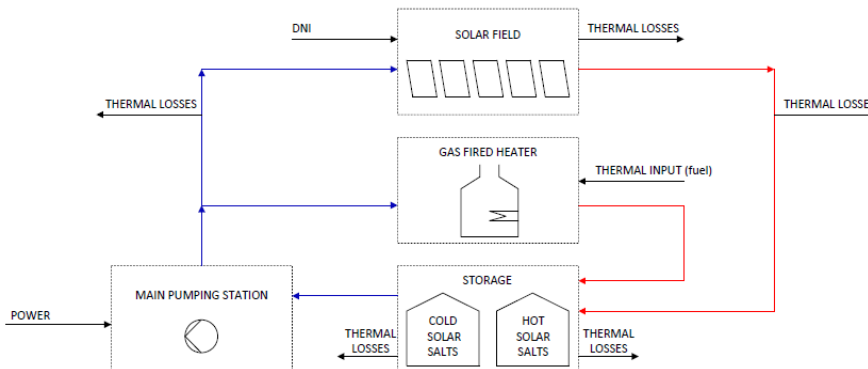 DNI
SOLAR FIELD
THERMAL LOSSES
THERMAL LOSSES
THERMAL LOSSE
GAS FIRED HEATER
THERMAL INPUT (fuel)
MAIN PUMPING STATION
STORAGE
POWER
COLD
SOLAR
SALTS
HOT
SOLAR
SALTS
THERMAL
LOSSES
THERMAL
LOSSES